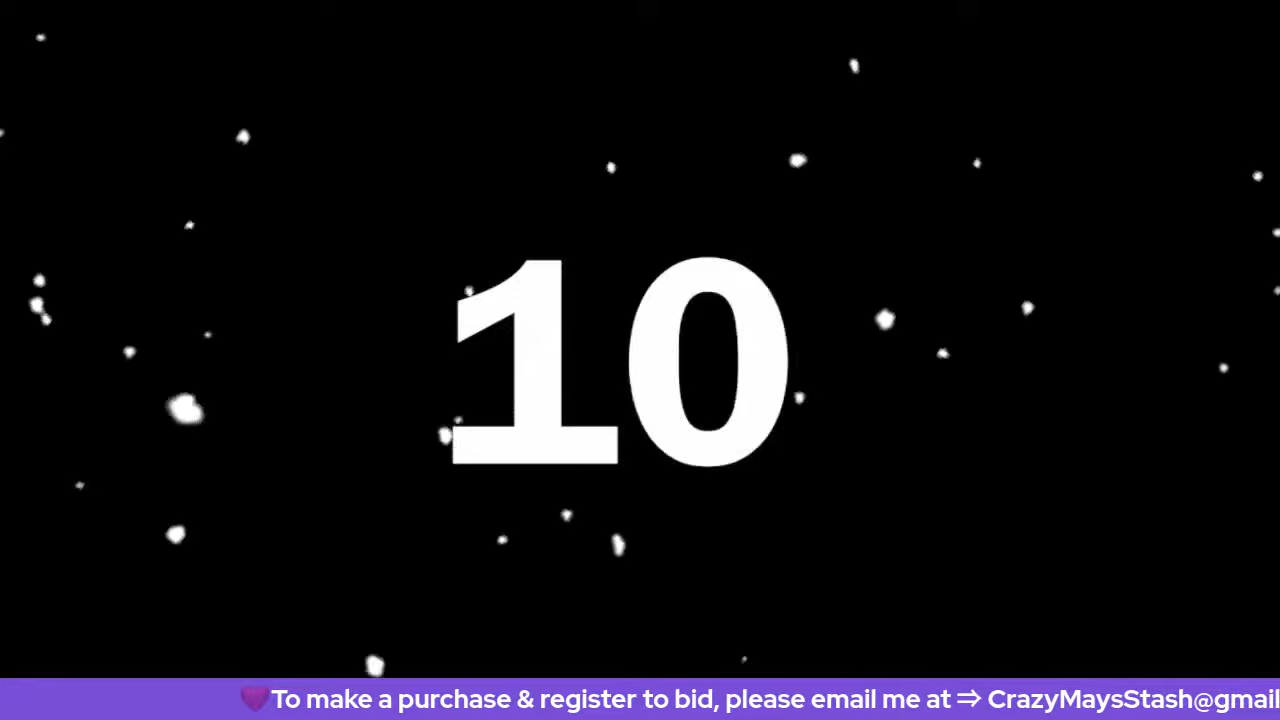 10
💜To make a purchase & register to bid, please email me at ⇒ CrazyMaysStash@gmail